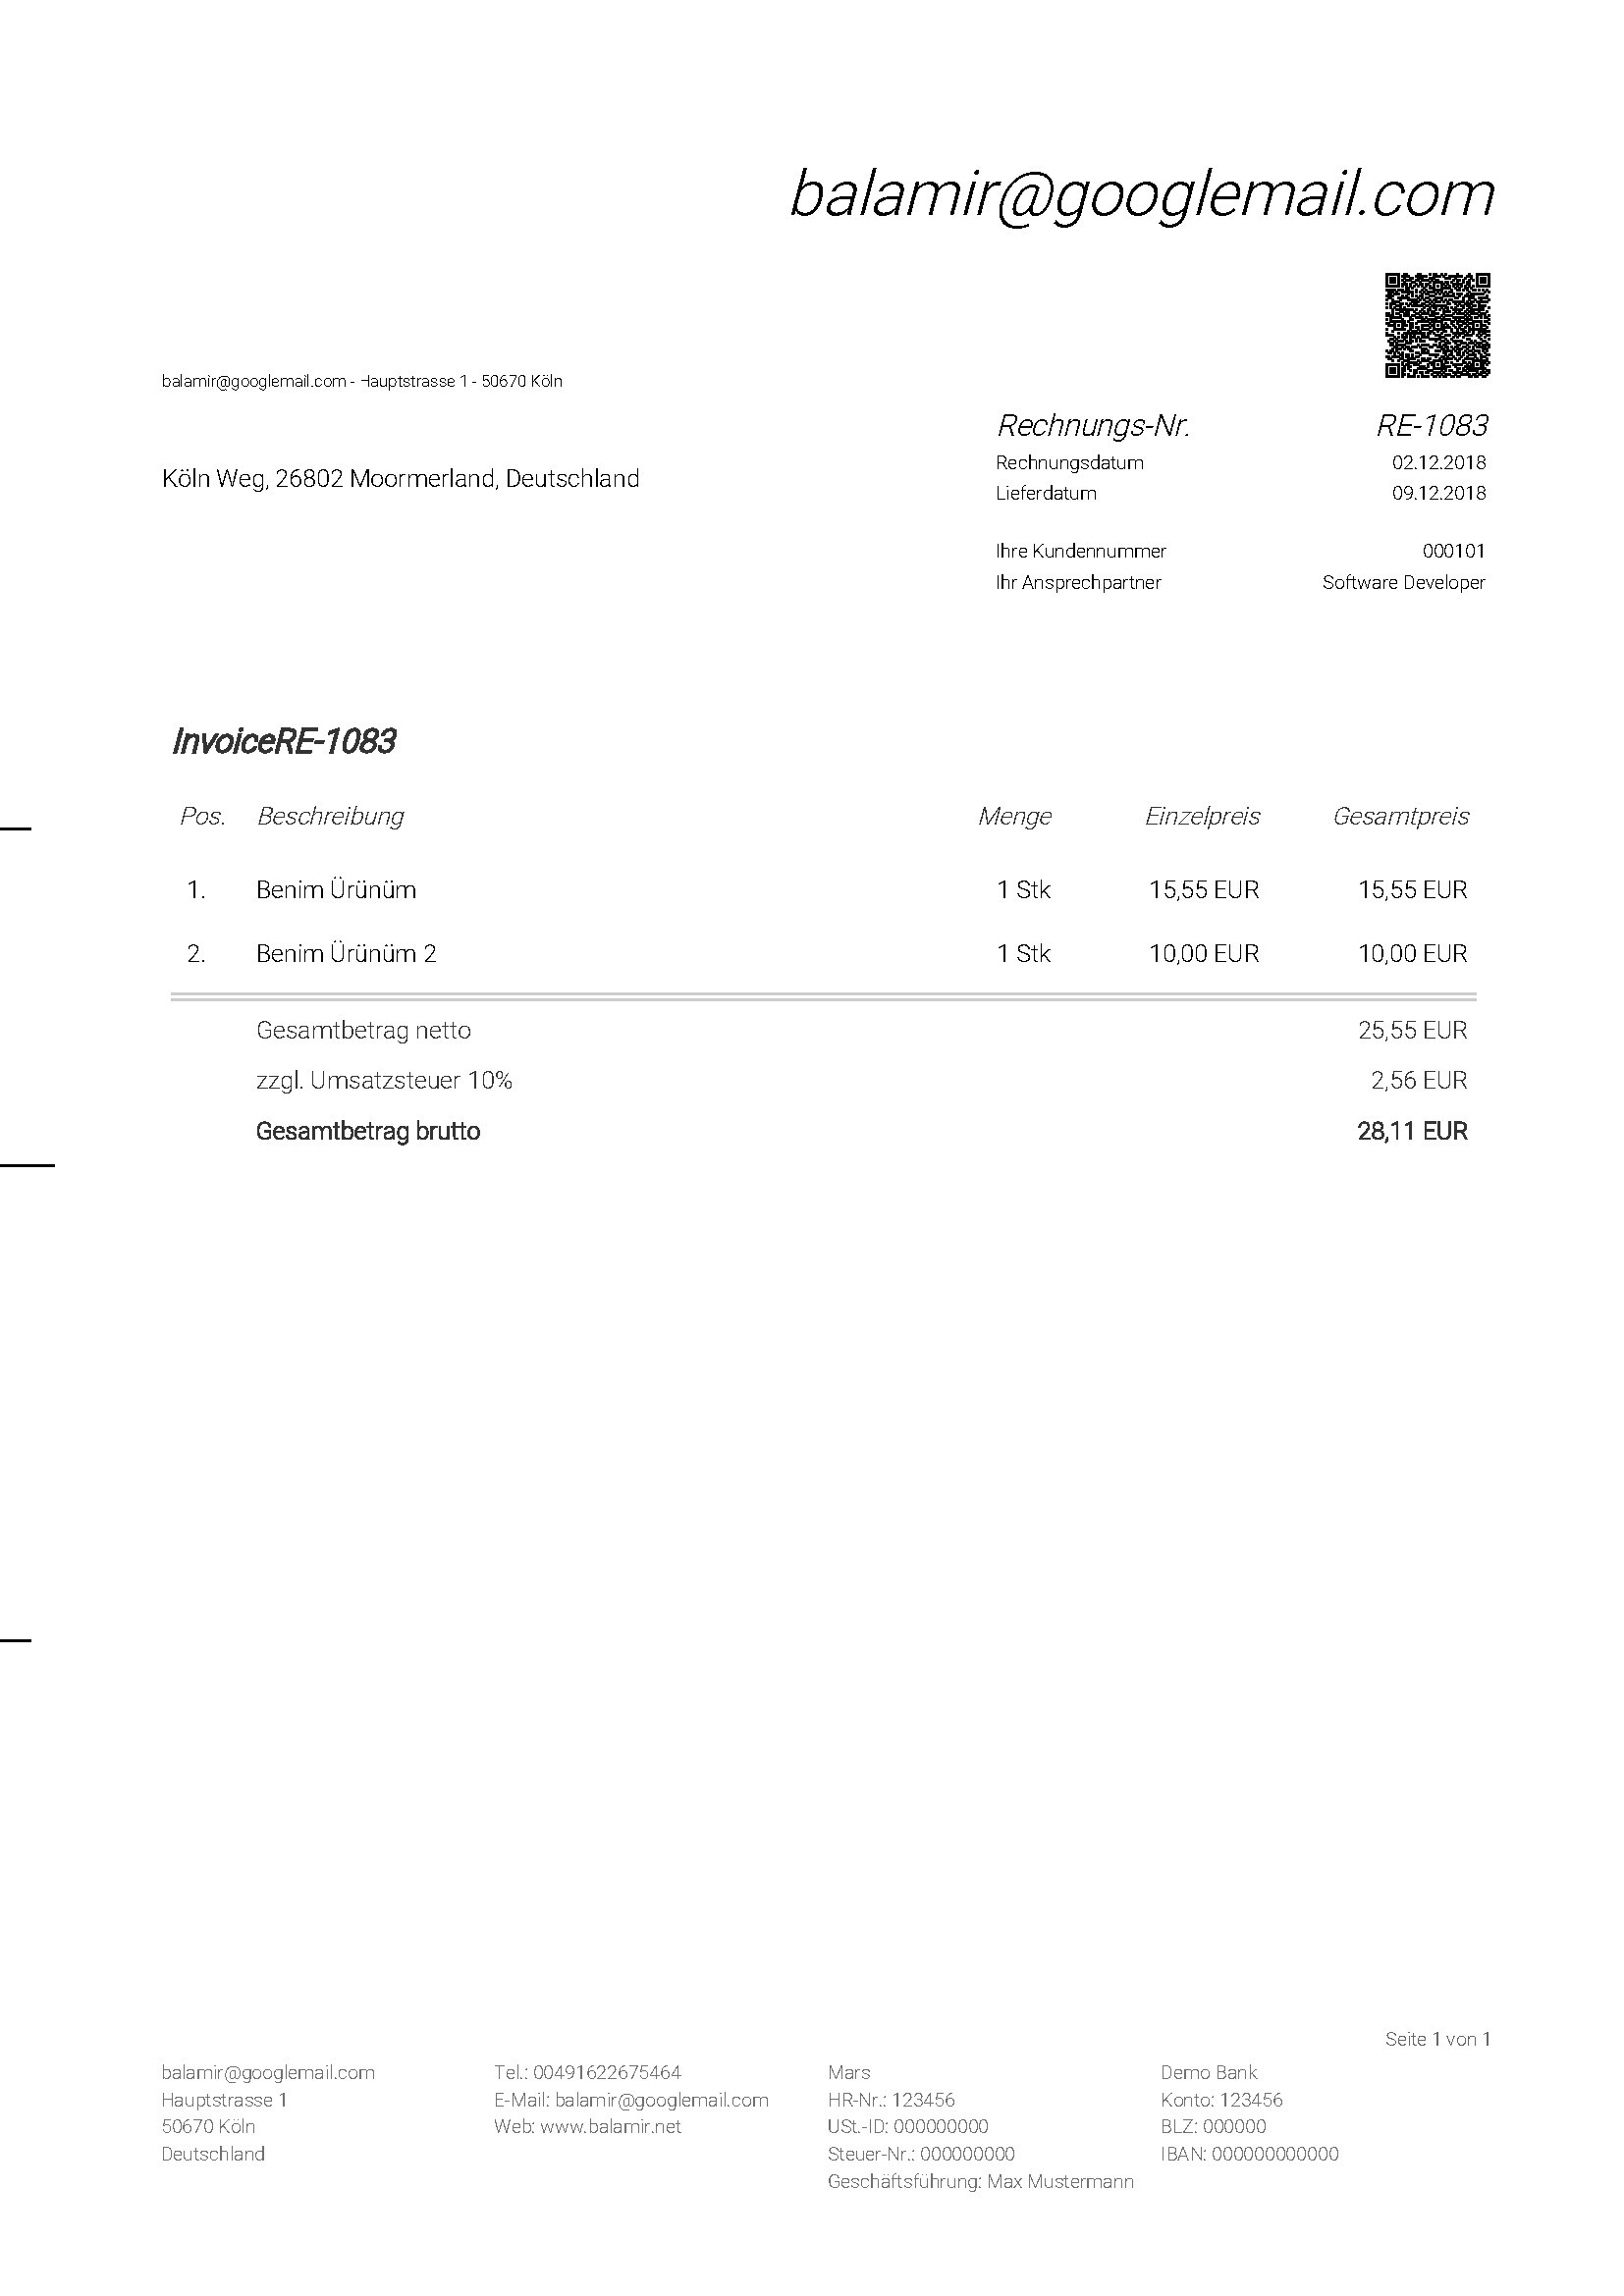 balamir@googlemail.com
balamir@googlemail.com - Hauptstrasse 1 - 50670 Köln
Köln Weg, 26802 Moormerland, Deutschland
Rechnungs-Nr. RE-1083
Rechnungsdatum 02.12.2018
Lieferdatum 09.12.2018
Ihre Kundennummer 000101
Ihr Ansprechpartner Software Developer
InvoiceRE-1083
Pos. Beschreibung Menge Einzelpreis Gesamtpreis
1. Benim Ürünüm 1 Stk 15,55 EUR 15,55 EUR
2. Benim Ürünüm 2 1 Stk 10,00 EUR 10,00 EUR
Gesamtbetrag netto 25,55 EUR
zzgl. Umsatzsteuer 10% 2,56 EUR
Gesamtbetrag brutto 28,11 EUR
Seite 1 von 1
balamir@googlemail.com
Hauptstrasse 1
50670 Köln
Deutschland
Tel.: 00491622675464
E-Mail: balamir@googlemail.com
Web: www.balamir.net
Mars
HR-Nr.: 123456
USt.-ID: 000000000
Steuer-Nr.: 000000000
Geschäftsführung: Max Mustermann
Demo Bank
Konto: 123456
BLZ: 000000
IBAN: 000000000000